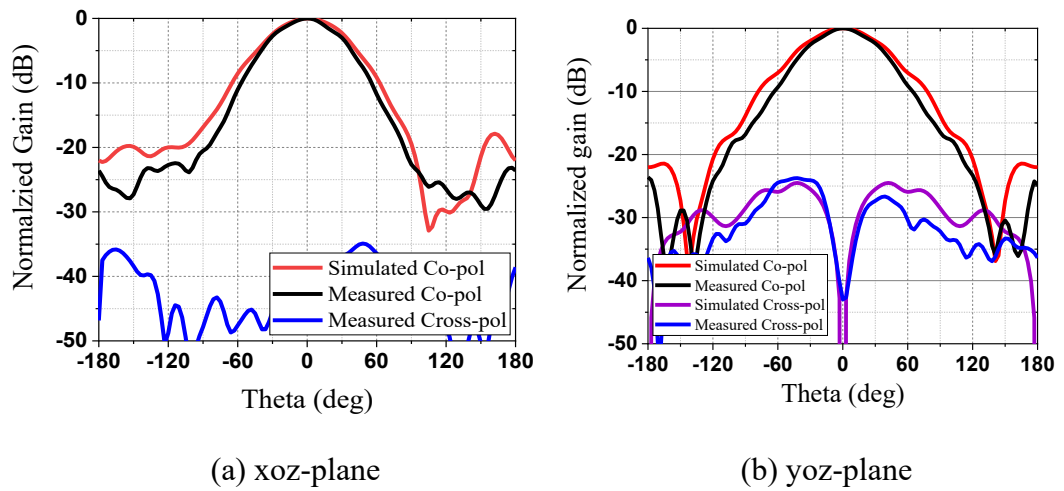 0
-10
-20
-30
-40
-50
-180 -120 -60 0 60 120 180
Normalzied Gain (dB)
Theta (deg)
Simulated Co-pol
Measured Co-pol
Measured Cross-pol
(a) xoz-plane
0
-10
-20
-30
-40
-50
-180 -120 -60 0 60 120 180
Normalized gain (dB)
Theta (deg)
Simulated Co-pol
Measured Co-pol
Simulated Cross-pol
Measured Cross-pol
(b) yoz-plane